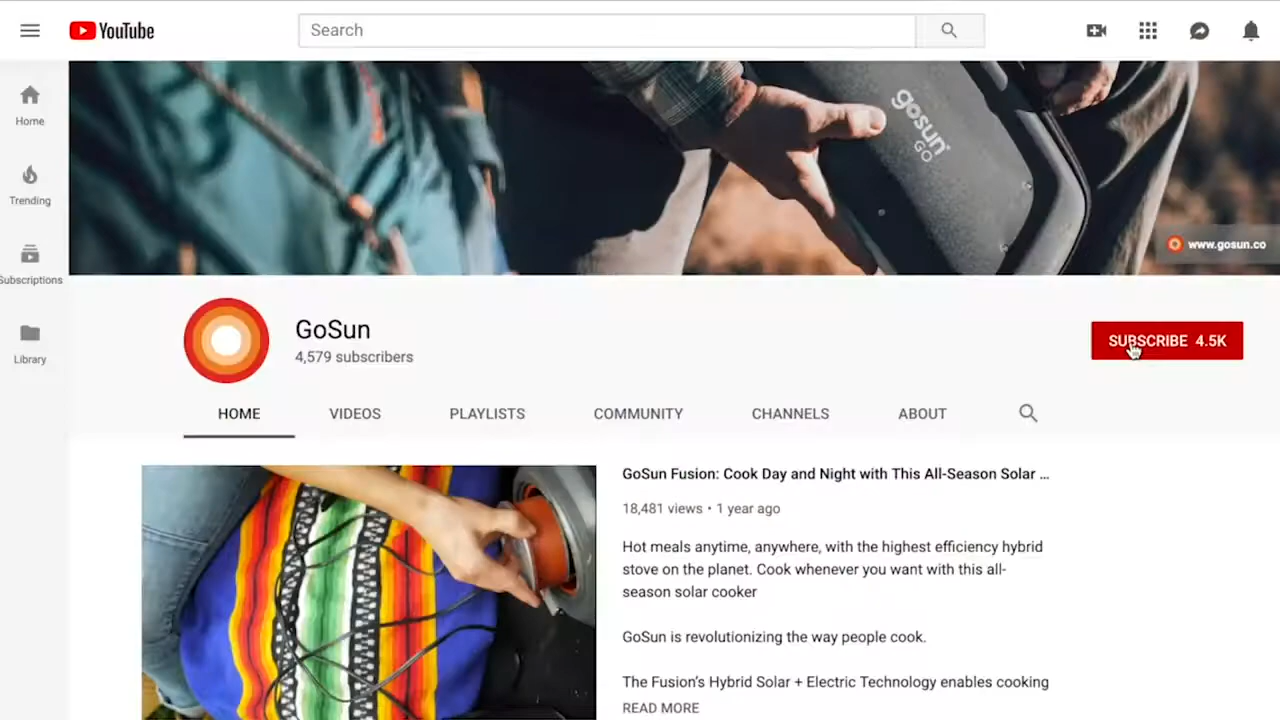 YouTube
Search
Home
Trending
Subscriptions
Library
gosun
GO
www.gosun.co
GoSun
4,579 subscribers
SUBSCRIBE 4.5K
HOME VIDEOS PLAYLISTS COMMUNITY CHANNELS ABOUT
GoSun Fusion: Cook Day and Night with This All-Season Solar ...
18,481 views • 1 year ago
Hot meals anytime, anywhere, with the highest efficiency hybrid
stove on the planet. Cook whenever you want with this all-
season solar cooker
GoSun is revolutionizing the way people cook.
The Fusion's Hybrid Solar + Electric Technology enables cooking
READ MORE